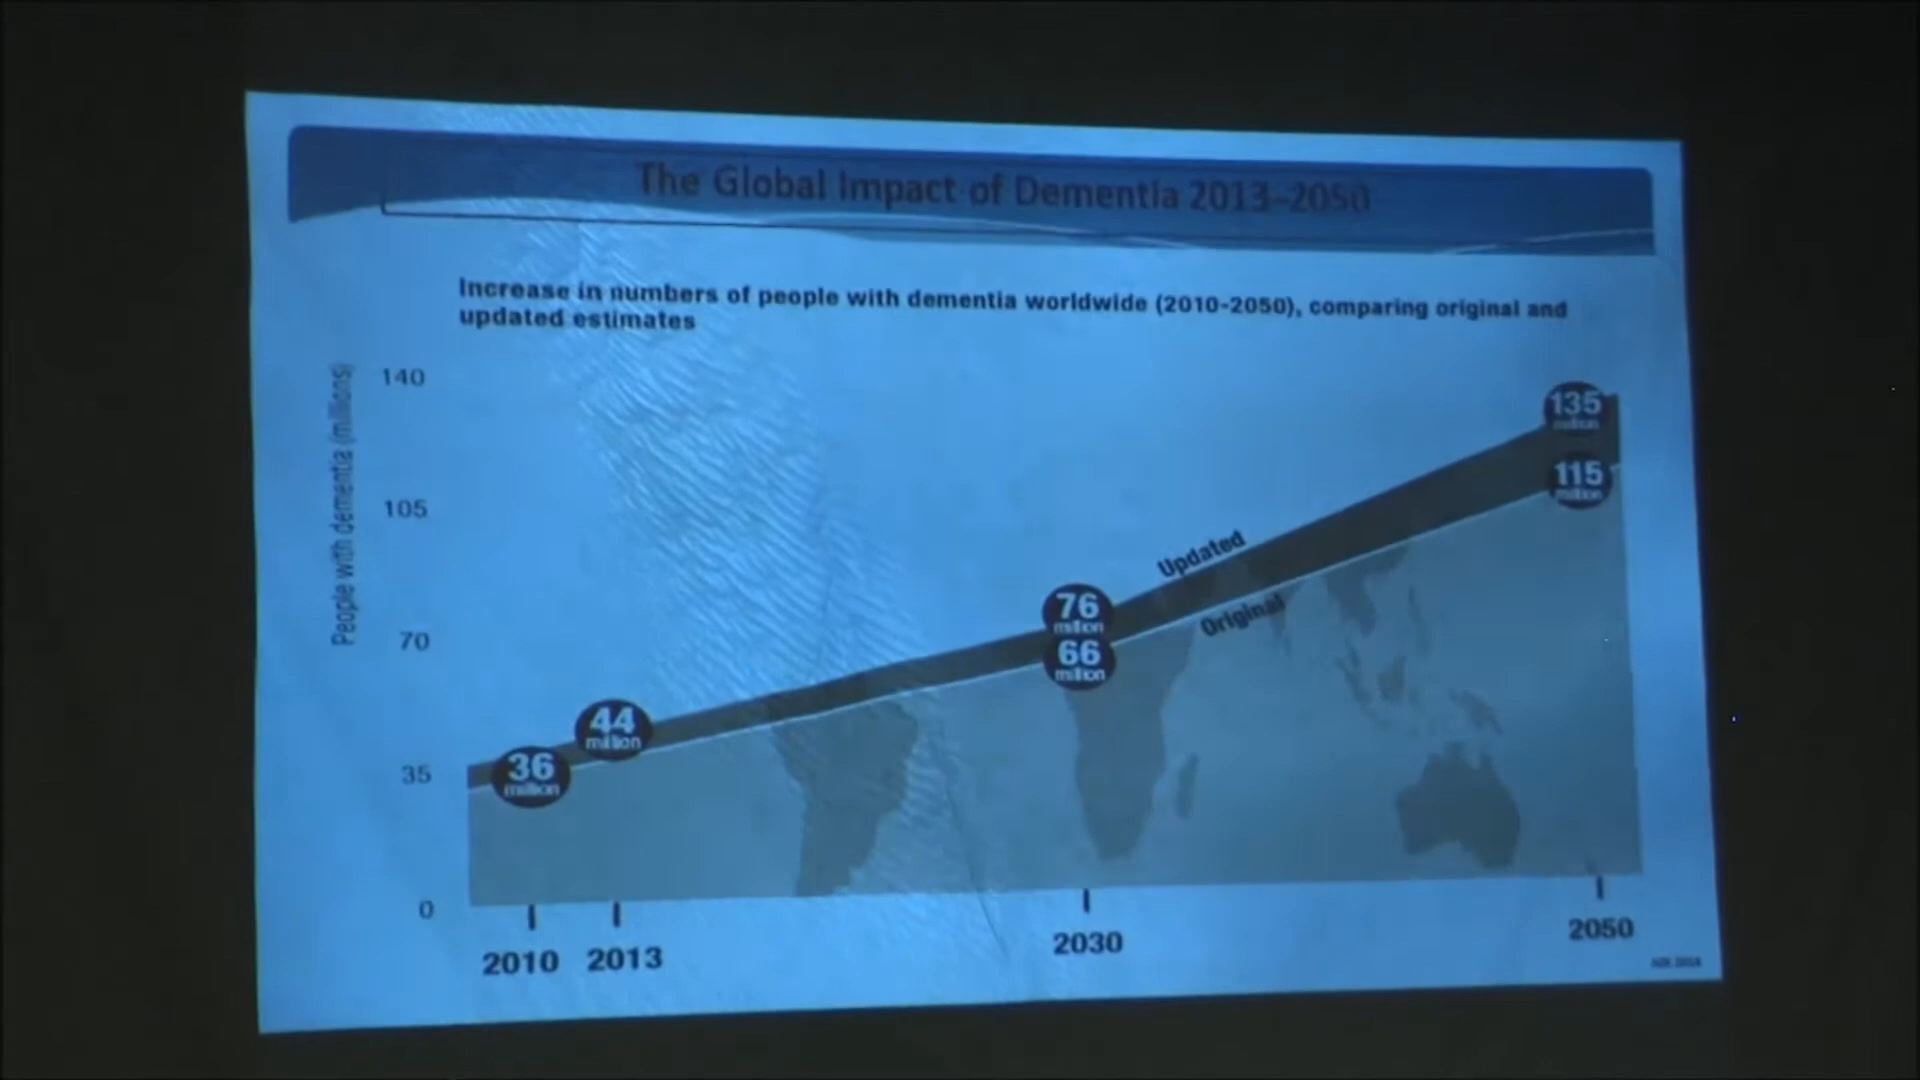 The Global Impact of Dementia 2013-2050
Increase in numbers of people with dementia worldwide (2010-2050), comparing original and
updated estimates
People with dementia (millions)
140
105
70
35
0
135
million
115
million
Updated
Original
76
million
66
million
44
million
36
million
2010
2013
2030
2050